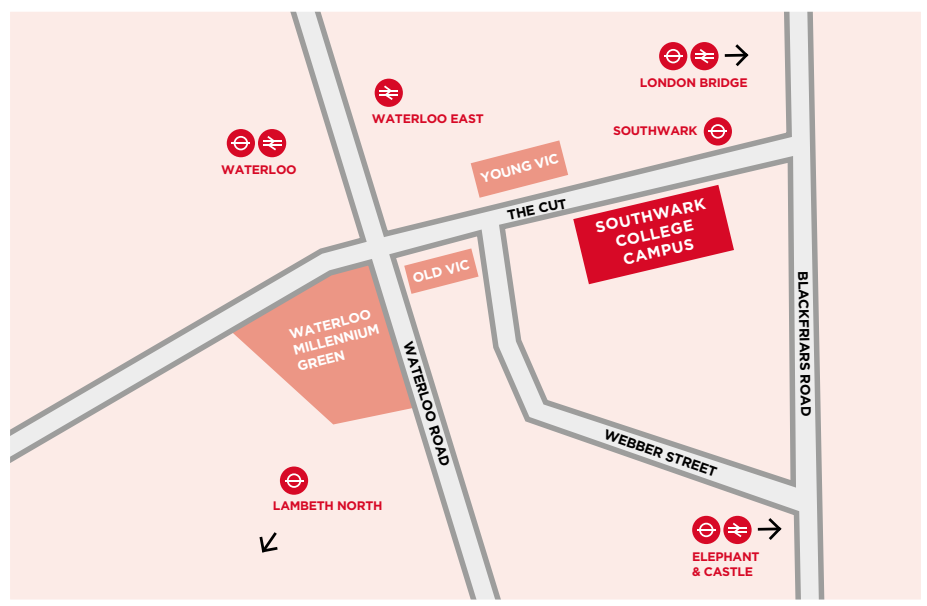 LONDON BRIDGE
WATERLOO EAST
SOUTHWARK
WATERLOO
YOUNG VIC
THE CUT
SOUTHWARK
COLLEGE
CAMPUS
OLD VIC
WATERLOO
MILLENNIUM
GREEN
WATERLOO ROAD
BLACKFRIARS ROAD
WEBBER STREET
LAMBETH NORTH
ELEPHANT
& CASTLE